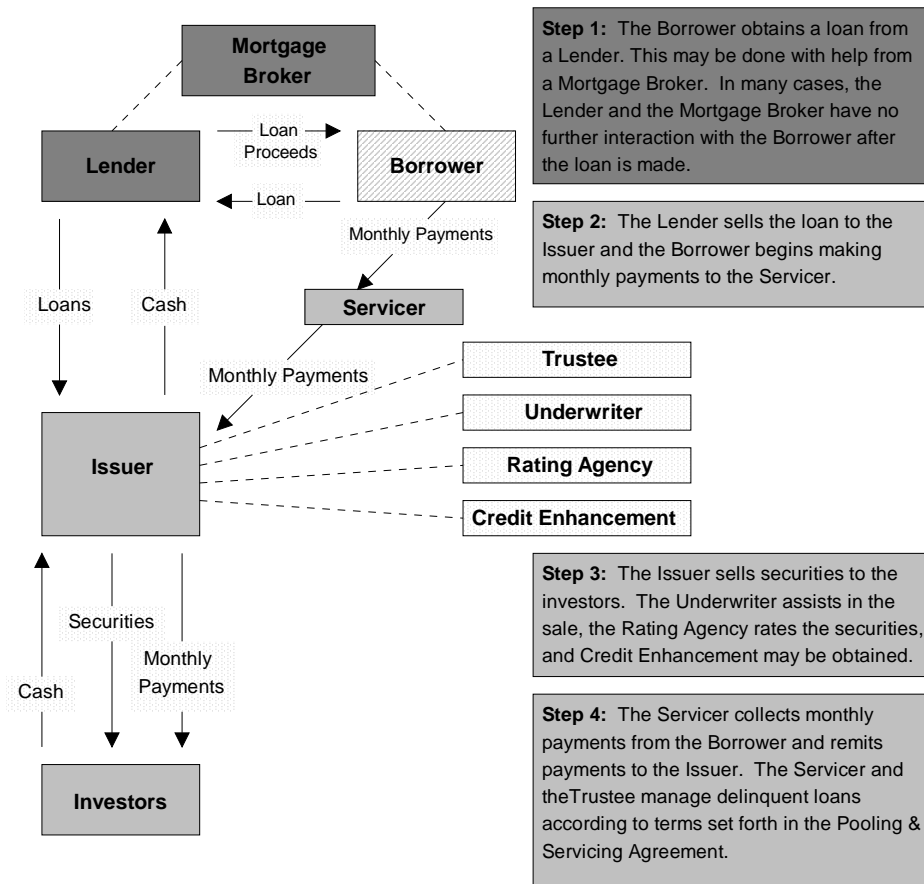 Mortgage
Broker
Lender
Loan
Proceeds
Loan
Borrower
Monthly Payments
Servicer
Monthly Payments
Loans
Cash
Issuer
Trustee
Underwriter
Rating Agency
Credit Enhancement
Cash
Securities
Monthly
Payments
Investors
Step 1: The Borrower obtains a loan from
a Lender. This may be done with help from
a Mortgage Broker. In many cases, the
Lender and the Mortgage Broker have no
further interaction with the Borrower after
the loan is made.
Step 2: The Lender sells the loan to the
Issuer and the Borrower begins making
monthly payments to the Servicer.
Step 3: The Issuer sells securities to the
investors. The Underwriter assists in the
sale, the Rating Agency rates the securities,
and Credit Enhancement may be obtained.
Step 4: The Servicer collects monthly
payments from the Borrower and remits
payments to the Issuer. The Servicer and
theTrustee manage delinquent loans
according to terms set forth in the Pooling &
Servicing Agreement.